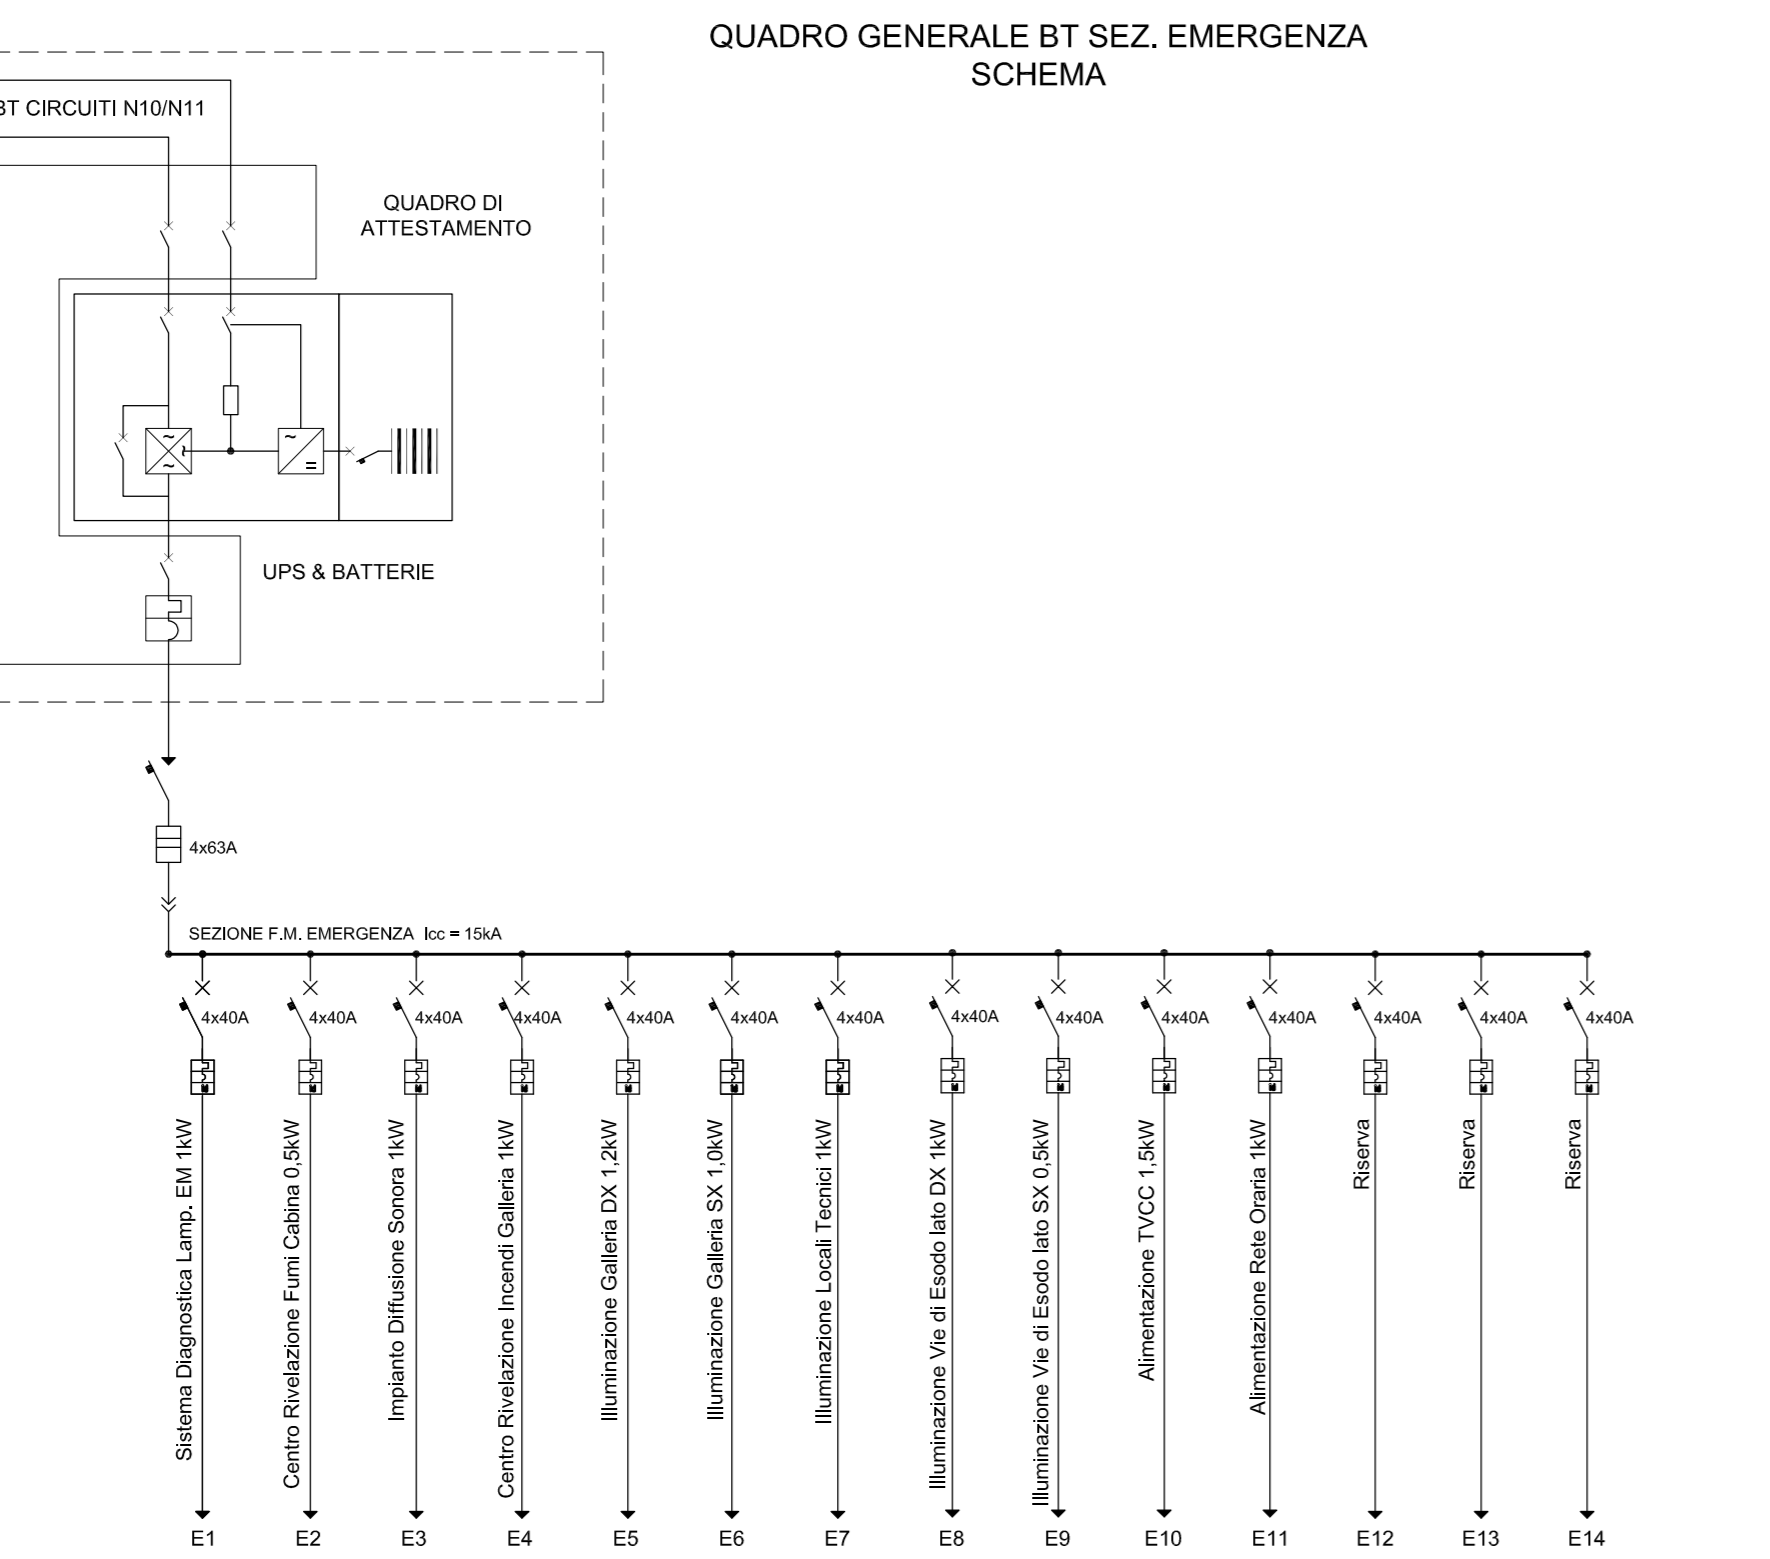 QUADRO GENERALE BT SEZ. EMERGENZA
SCHEMA
BT CIRCUITI N10/N11
QUADRO DI
ATTESTAMENTO
UPS & BATTERIE
4x63A
SEZIONE F.M. EMERGENZA Icc = 15kA
4x40A
4x40A
4x40A
4x40A
4x40A
4x40A
4x40A
4x40A
4x40A
4x40A
4x40A
4x40A
4x40A
4x40A
Sistema Diagnostica Lamp. EM 1kW
Centro Rivelazione Fumi Cabina 0,5kW
Impianto Diffusione Sonora 1kW
Centro Rivelazione Incendi Galleria 1kW
Illuminazione Galleria DX 1,2kW
Illuminazione Galleria SX 1,0kW
Illuminazione Locali Tecnici 1kW
Illuminazione Vie di Esodo lato DX 1kW
Illuminazione Vie di Esodo lato SX 0,5kW
Alimentazione TVCC 1,5kW
Alimentazione Rete Oraria 1kW
Riserva
Riserva
Riserva
E1
E2
E3
E4
E5
E6
E7
E8
E9
E10
E11
E12
E13
E14